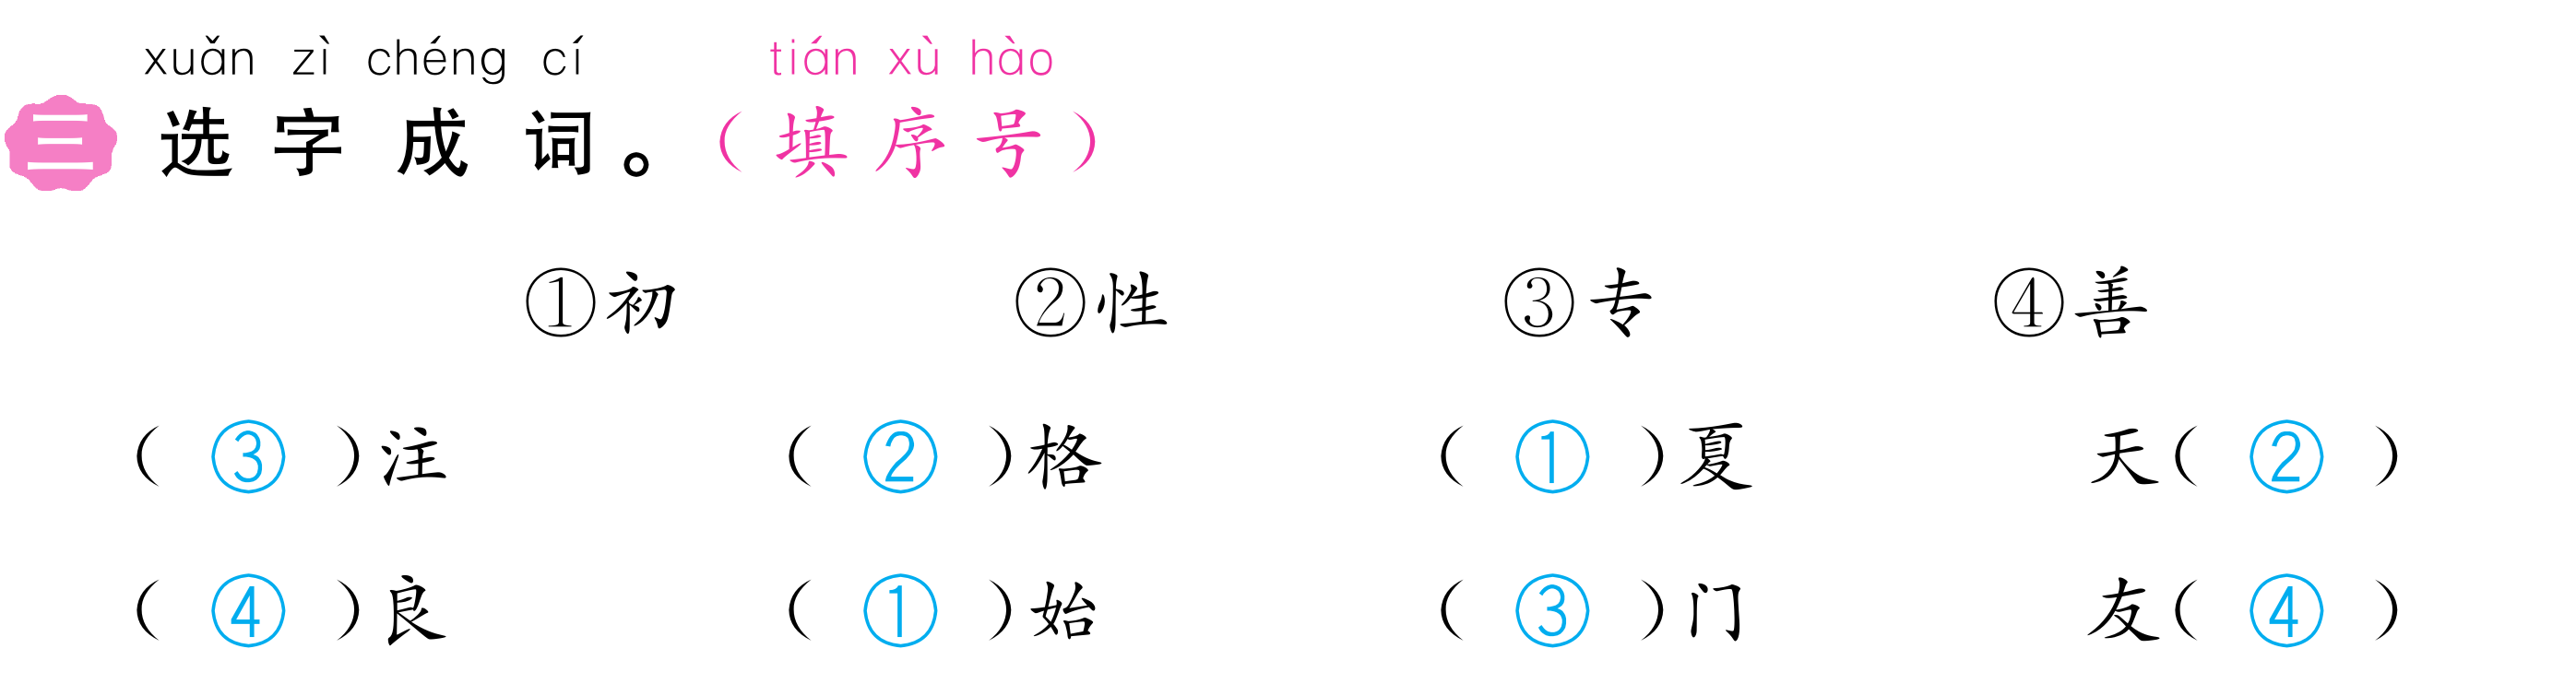 xuǎn zì chéng cí tián xù hào
三 选字成词。（填序号）
①初 ②性 ③专 ④善
（③）注 （②）格 （①）夏 天（②）
（④）良 （①）始 （③）门 友（④）